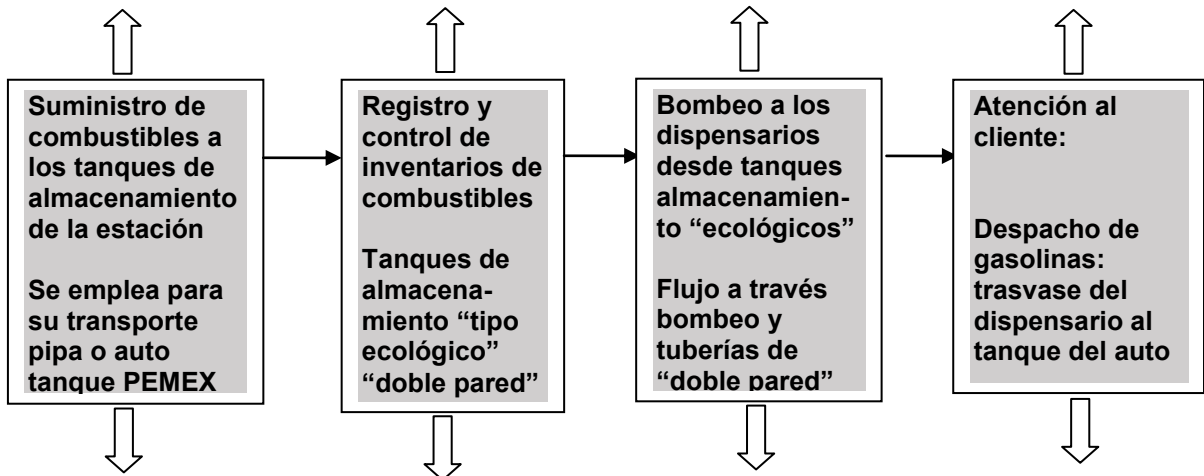 Suministro de
combustibles a
los tanques de
almacenamiento
de la estación
Se emplea para
su transporte
pipa o auto
tanque PEMEX
Registro y
control de
inventarios de
combustibles
Tanques de
almacena-
miento “tipo
ecológico”
“doble pared”
Bombeo a los
dispensarios
desde tanques
almacenamien-
to “ecológicos”
Flujo a través
bombeo y
tuberías de
“doble pared”
Atención al
cliente:
Despacho de
gasolinas:
trasvase del
dispensario al
tanque del auto